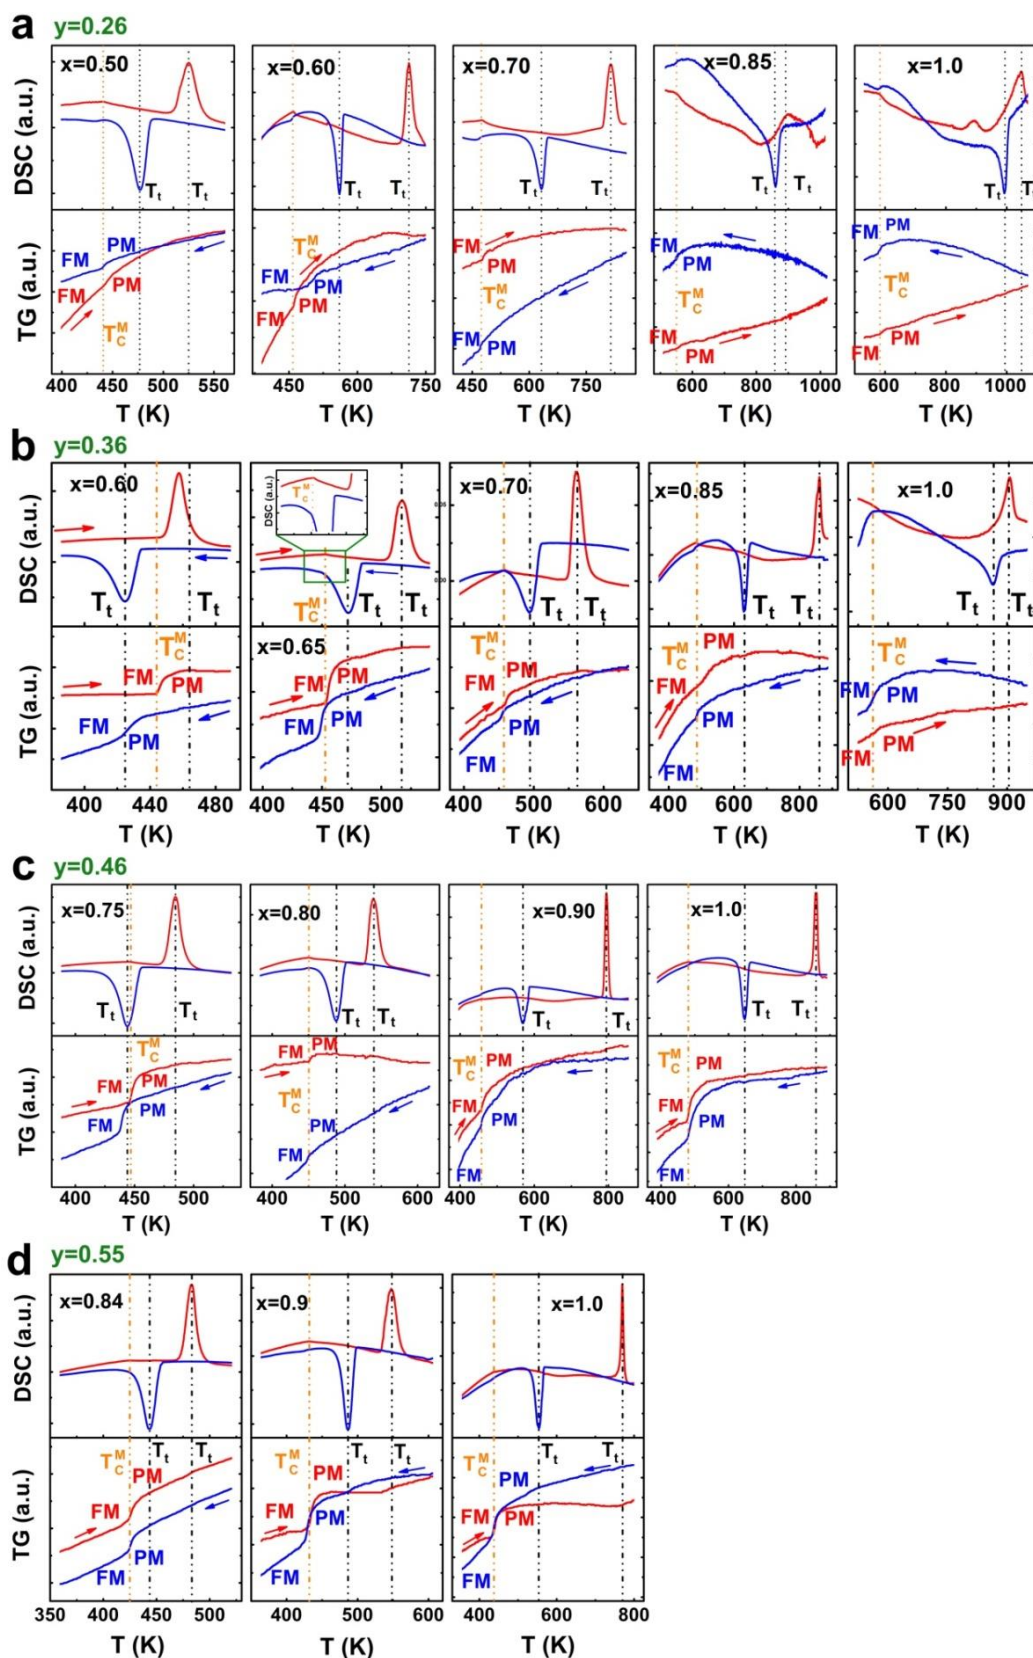 a y=0.26
x=0.50 x=0.60 x=0.70 x=0.85 x=1.0
DSC (a.u.)
Tt Tt Tt Tt Tt Tt Tt Tt Tt
FM PM TCM FM PM FM PM FM PM FM PM
TG (a.u.)
FM PM TCM FM PM TCM FM PM TCM FM PM TCM FM PM
400 450 500 550 450 600 750 450 600 750 600 800 1000 600 800 1000
T (K) T (K) T (K) T (K) T (K)
b y=0.36
x=0.60 DSC (a.u.) TCM x=0.70 x=0.85 x=1.0
DSC (a.u.)
0.05
0.00
Tt Tt TCM Tt Tt Tt Tt Tt Tt Tt Tt
TCM x=0.65 TCM TCM TCM
FM PM FM PM FM PM FM PM FM PM
TG (a.u.)
FM PM FM PM FM PM FM PM FM PM
400 440 480 400 450 500 400 500 600 400 600 800 600 750 900
T (K) T (K) T (K) T (K) T (K)
c y=0.46
x=0.75 x=0.80 x=0.90 x=1.0
DSC (a.u.)
Tt Tt Tt Tt Tt Tt Tt Tt
TCM FM PM TCM PM TCM PM
FM PM TCM FM FM
TG (a.u.)
FM PM FM PM FM PM FM PM
400 450 500 400 450 500 550 600 400 600 800 400 600 800
T (K) T (K) T (K) T (K)
d y=0.55
x=0.84 x=0.9 x=1.0
DSC (a.u.)
TCM Tt Tt TCM Tt Tt TCM Tt Tt
PM PM PM
TG (a.u.)
FM FM PM FM PM
FM PM FM FM
350 400 450 500 400 500 600 400 500 600 700 800
T (K) T (K) T (K)